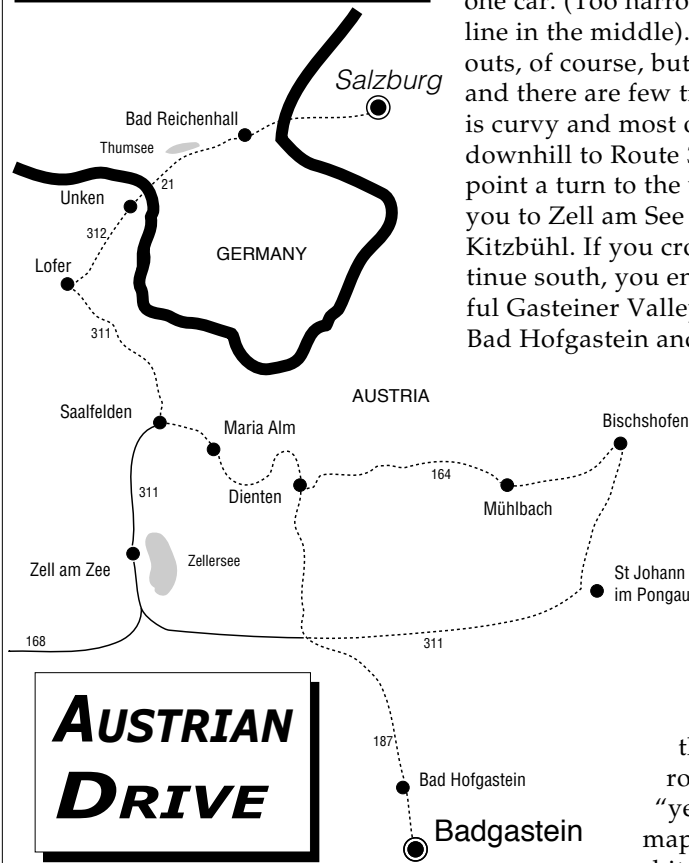 one car. (Too narro
line in the middle).
outs, of course, but
and there are few t
is curvy and most o
downhill to Route
point a turn to the
you to Zell am See
Kitzbühl. If you cro
tinue south, you en
ful Gasteiner Valley
Bad Hofgastein and
Salzburg
Bad Reichenhall
Thumsee
21
Unken
312
GERMANY
Lofer
311
AUSTRIA
Saalfelden
Maria Alm
Bischshofen
164
311
Dienten
Mühlbach
Zell am Zee
Zellersee
St Johann
im Pongau
168
311
AUSTRIAN
DRIVE
187
Bad Hofgastein
Badgastein
th
ro
“ye
map